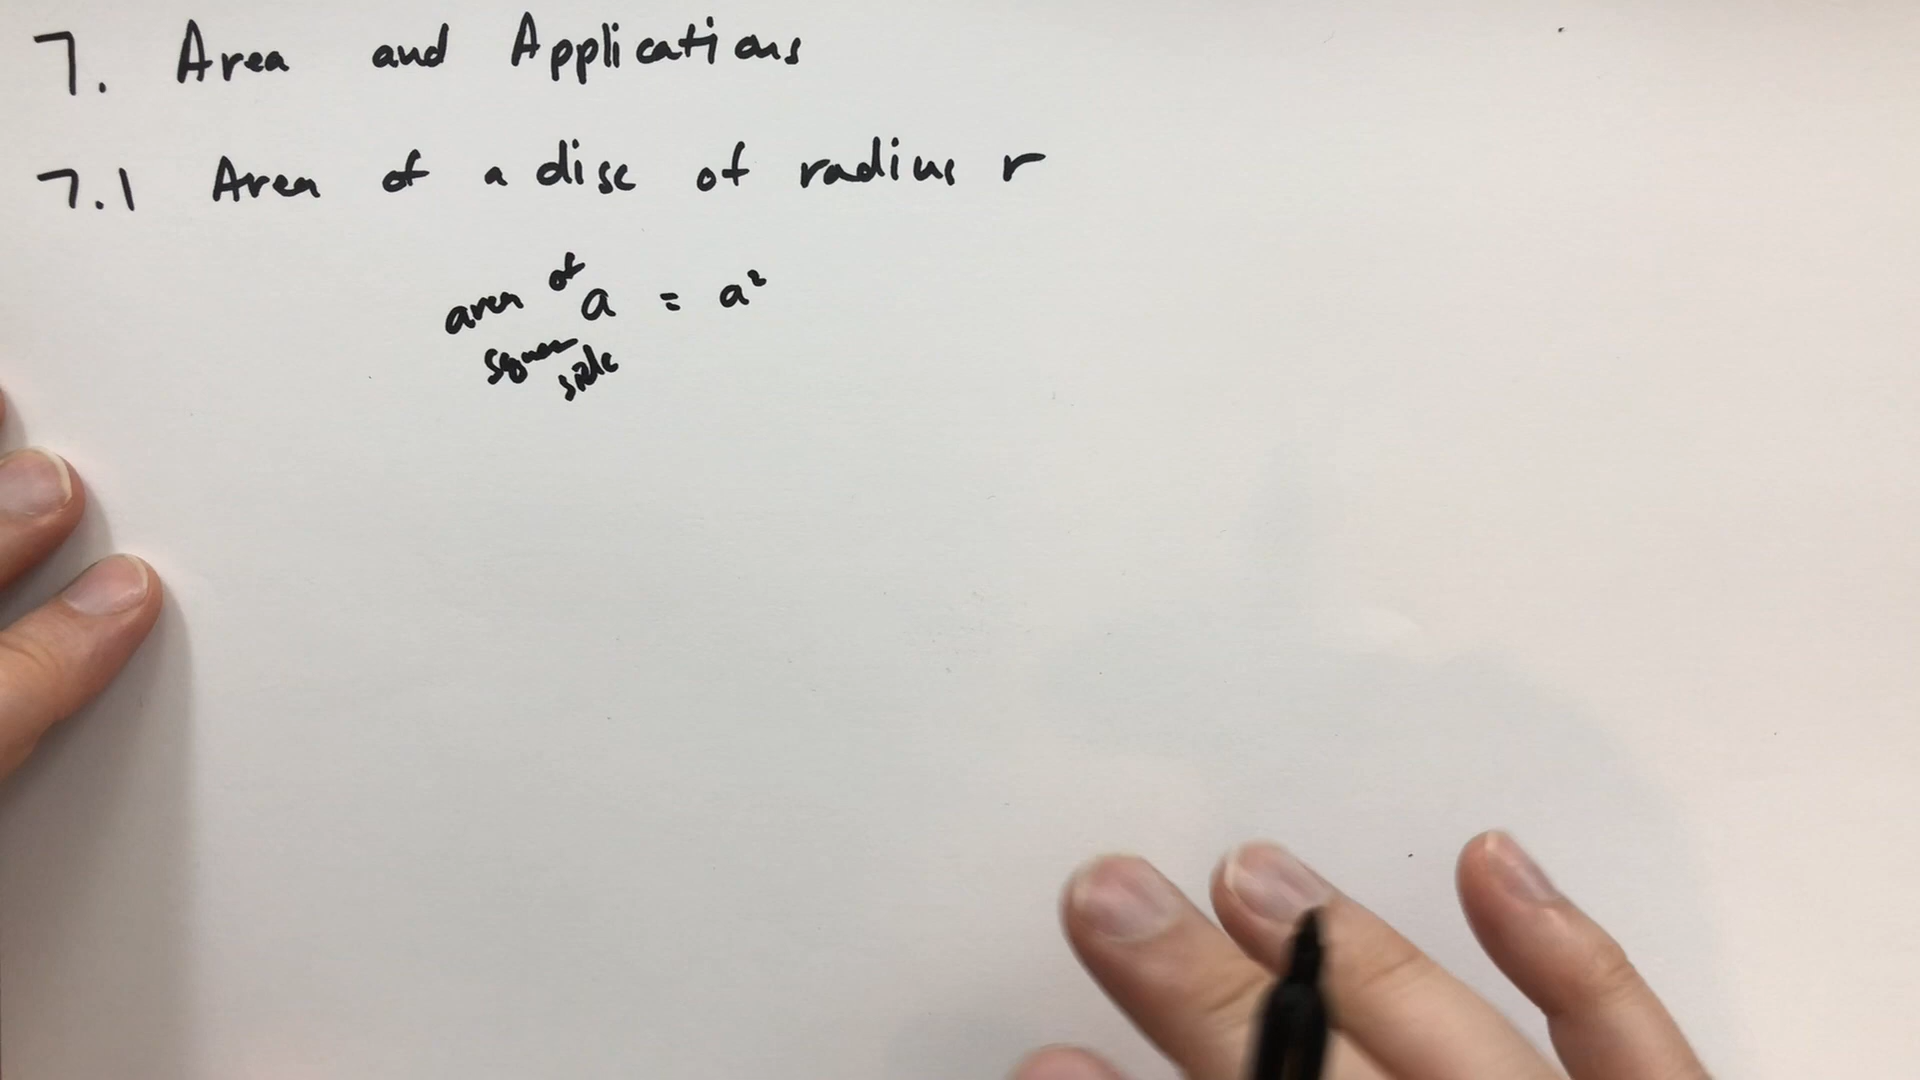 7. Area and Applications
7.1 Area of a disc of radius r
area of a = a²
square side